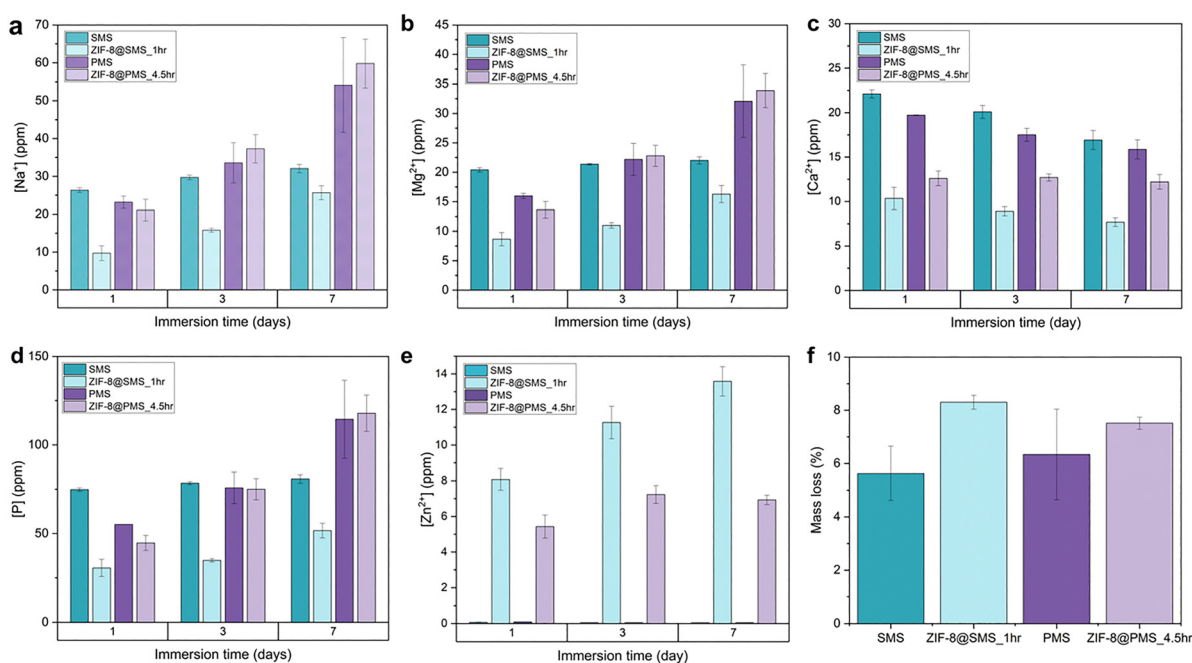 a
[Na⁺] (ppm)
70
60
50
40
30
20
10
0
SMS
ZIF-8@SMS_1hr
PMS
ZIF-8@PMS_4.5hr
1 3 7
Immersion time (days)
b
[Mg²⁺] (ppm)
45
40
35
30
25
20
15
10
5
0
SMS
ZIF-8@SMS_1hr
PMS
ZIF-8@PMS_4.5hr
1 3 7
Immersion time (days)
c
[Ca²⁺] (ppm)
30
25
20
15
10
5
0
SMS
ZIF-8@SMS_1hr
PMS
ZIF-8@PMS_4.5hr
1 3 7
Immersion time (day)
d
[P] (ppm)
150
100
50
0
SMS
ZIF-8@SMS_1hr
PMS
ZIF-8@PMS_4.5hr
1 3 7
Immersion time (days)
e
[Zn²⁺] (ppm)
14
12
10
8
6
4
2
0
SMS
ZIF-8@SMS_1hr
PMS
ZIF-8@PMS_4.5hr
1 3 7
Immersion time (days)
f
Mass loss (%)
10
8
6
4
2
0
SMS ZIF-8@SMS_1hr PMS ZIF-8@PMS_4.5hr